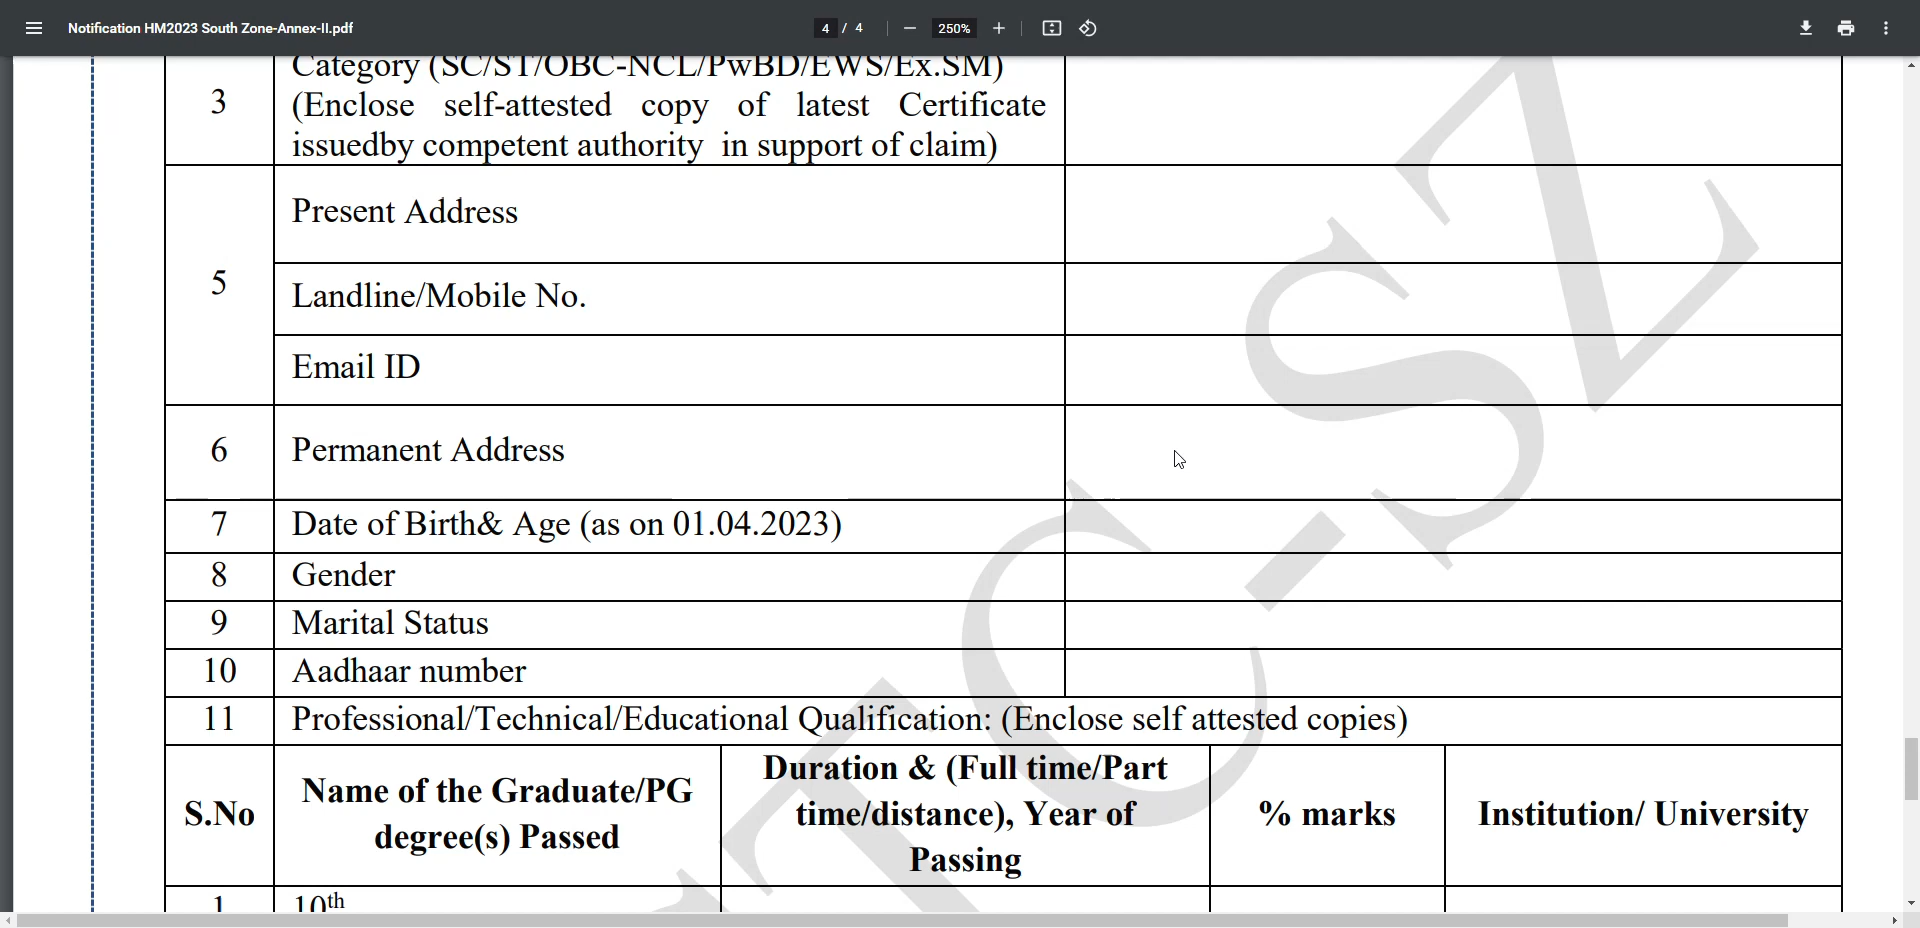 Notification HM2023 South Zone-Annex-II.pdf
4 / 4
250%
3
Category (SC/ST/OBC-NCL/PwBD/EWS/Ex.SM)
(Enclose self-attested copy of latest Certificate
issuedby competent authority in support of claim)
5
Present Address
Landline/Mobile No.
Email ID
6
Permanent Address
7
Date of Birth& Age (as on 01.04.2023)
8
Gender
9
Marital Status
10
Aadhaar number
11
Professional/Technical/Educational Qualification: (Enclose self attested copies)
S.No
Name of the Graduate/PG
degree(s) Passed
Duration & (Full time/Part
time/distance), Year of
Passing
% marks
Institution/ University
1
10th
TC-SZ